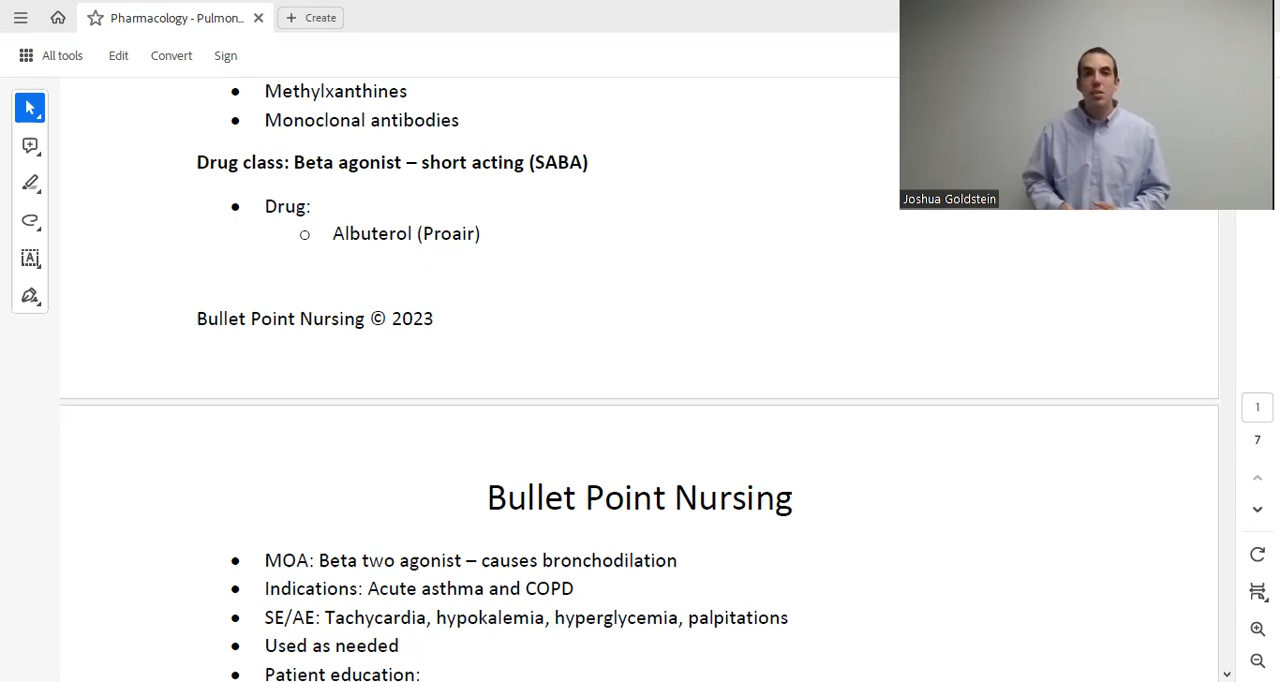 Pharmacology - Pulmon...
Create
All tools
Edit
Convert
Sign
• Methylxanthines
• Monoclonal antibodies
Drug class: Beta agonist – short acting (SABA)
• Drug:
o Albuterol (Proair)
Bullet Point Nursing © 2023
Joshua Goldstein
Bullet Point Nursing
• MOA: Beta two agonist – causes bronchodilation
• Indications: Acute asthma and COPD
• SE/AE: Tachycardia, hypokalemia, hyperglycemia, palpitations
• Used as needed
• Patient education:
1
7